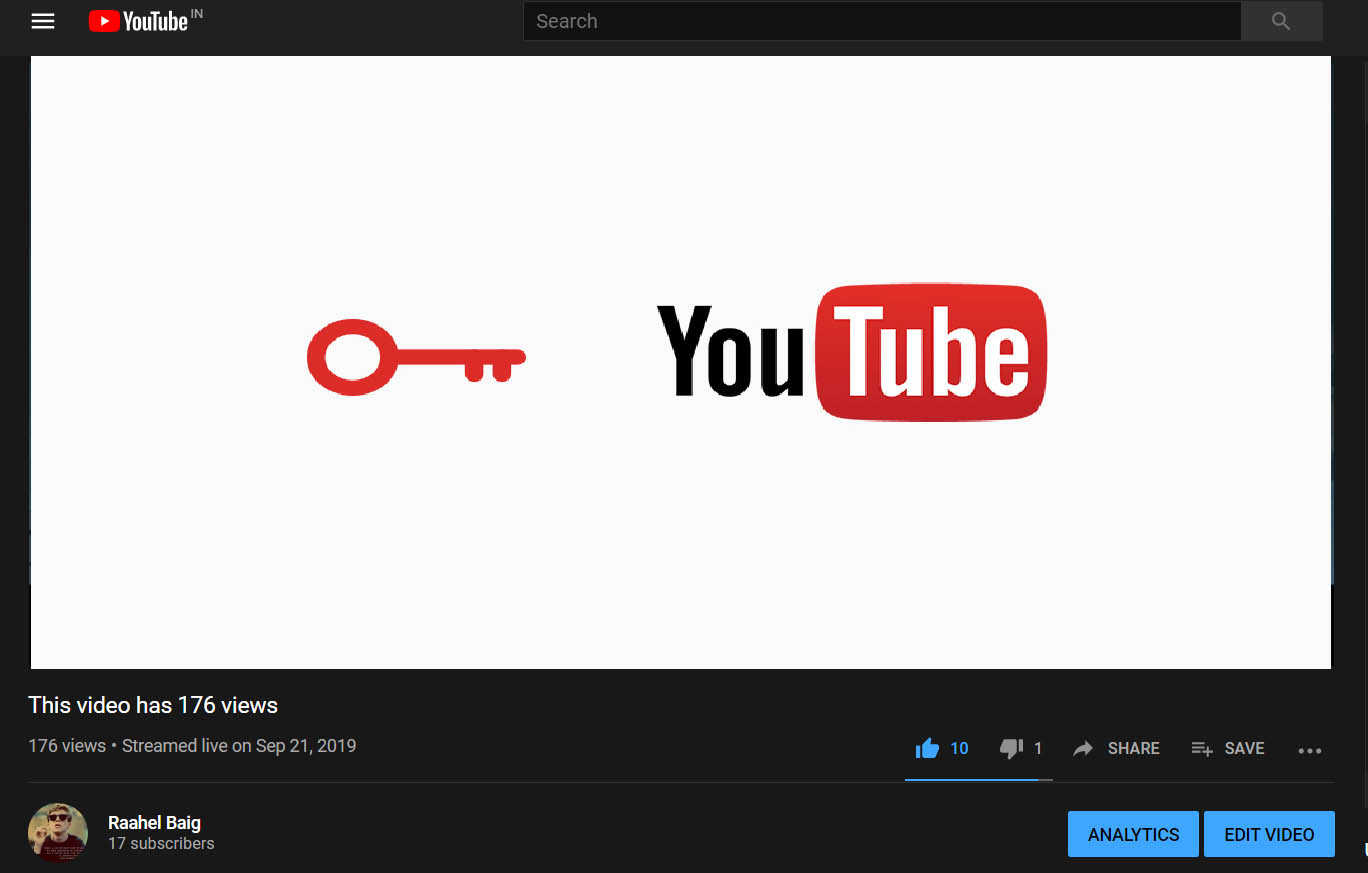 YouTube IN
Search
YouTube
This video has 176 views
176 views • Streamed live on Sep 21, 2019
10
1
SHARE
SAVE
Raahel Baig
17 subscribers
ANALYTICS
EDIT VIDEO